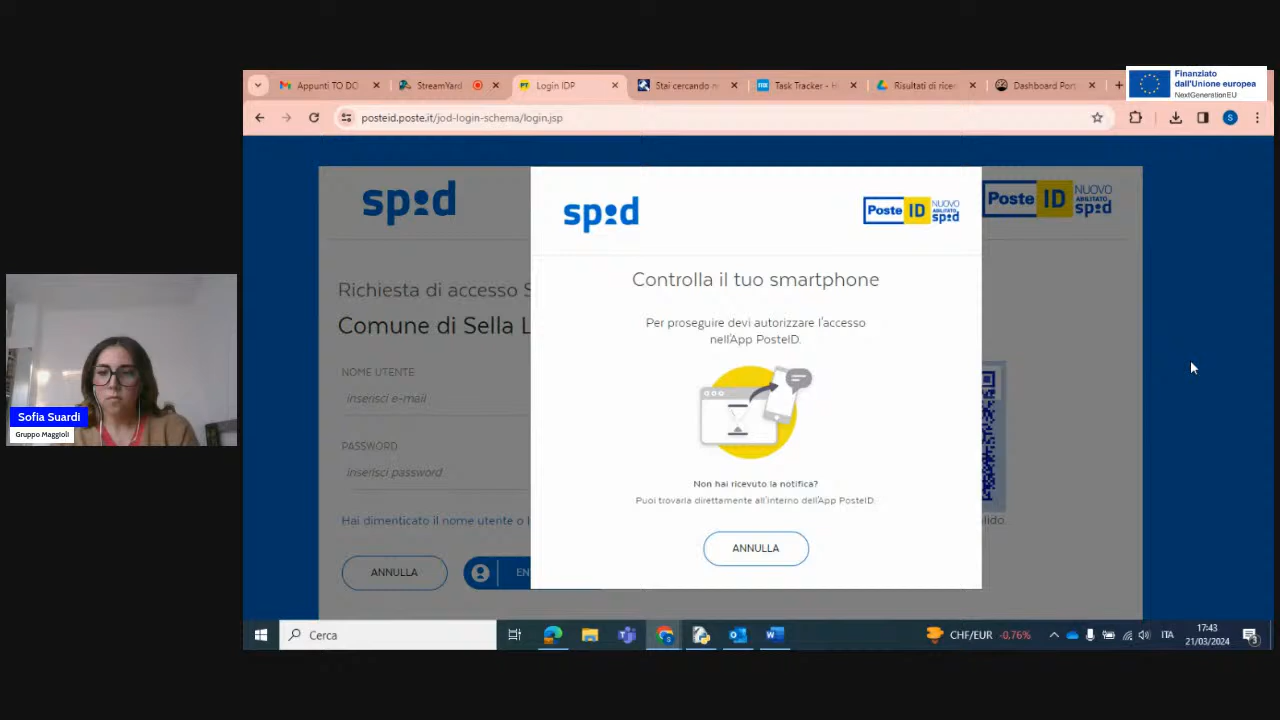 Finanziato
dall'Unione europea
NextGenerationEU
Appunti TO DO
StreamYard
Login IDP
Stai cercando
Task Tracker - H
Risultati di ricer
Dashboard Port
posteid.poste.it/jod-login-schema/login.jsp
S
spid
Poste ID NUOVO
ABILITATO
spid
spid
Poste ID NUOVO
ABILITATO
spid
Richiesta di accesso S
Comune di Sella L
NOME UTENTE
inserisci e-mail
PASSWORD
inserisci password
Hai dimenticato il nome utente o l
ANNULLA
EN
lido.
Controlla il tuo smartphone
Per proseguire devi autorizzare l'accesso
nell'App PosteID.
Non hai ricevuto la notifica?
Puoi trovarla direttamente all'interno dell'App PosteID.
ANNULLA
Sofia Suardi
Gruppo Maggioli
Cerca
CHF/EUR -0,76%
ITA
17:43
21/03/2024
3